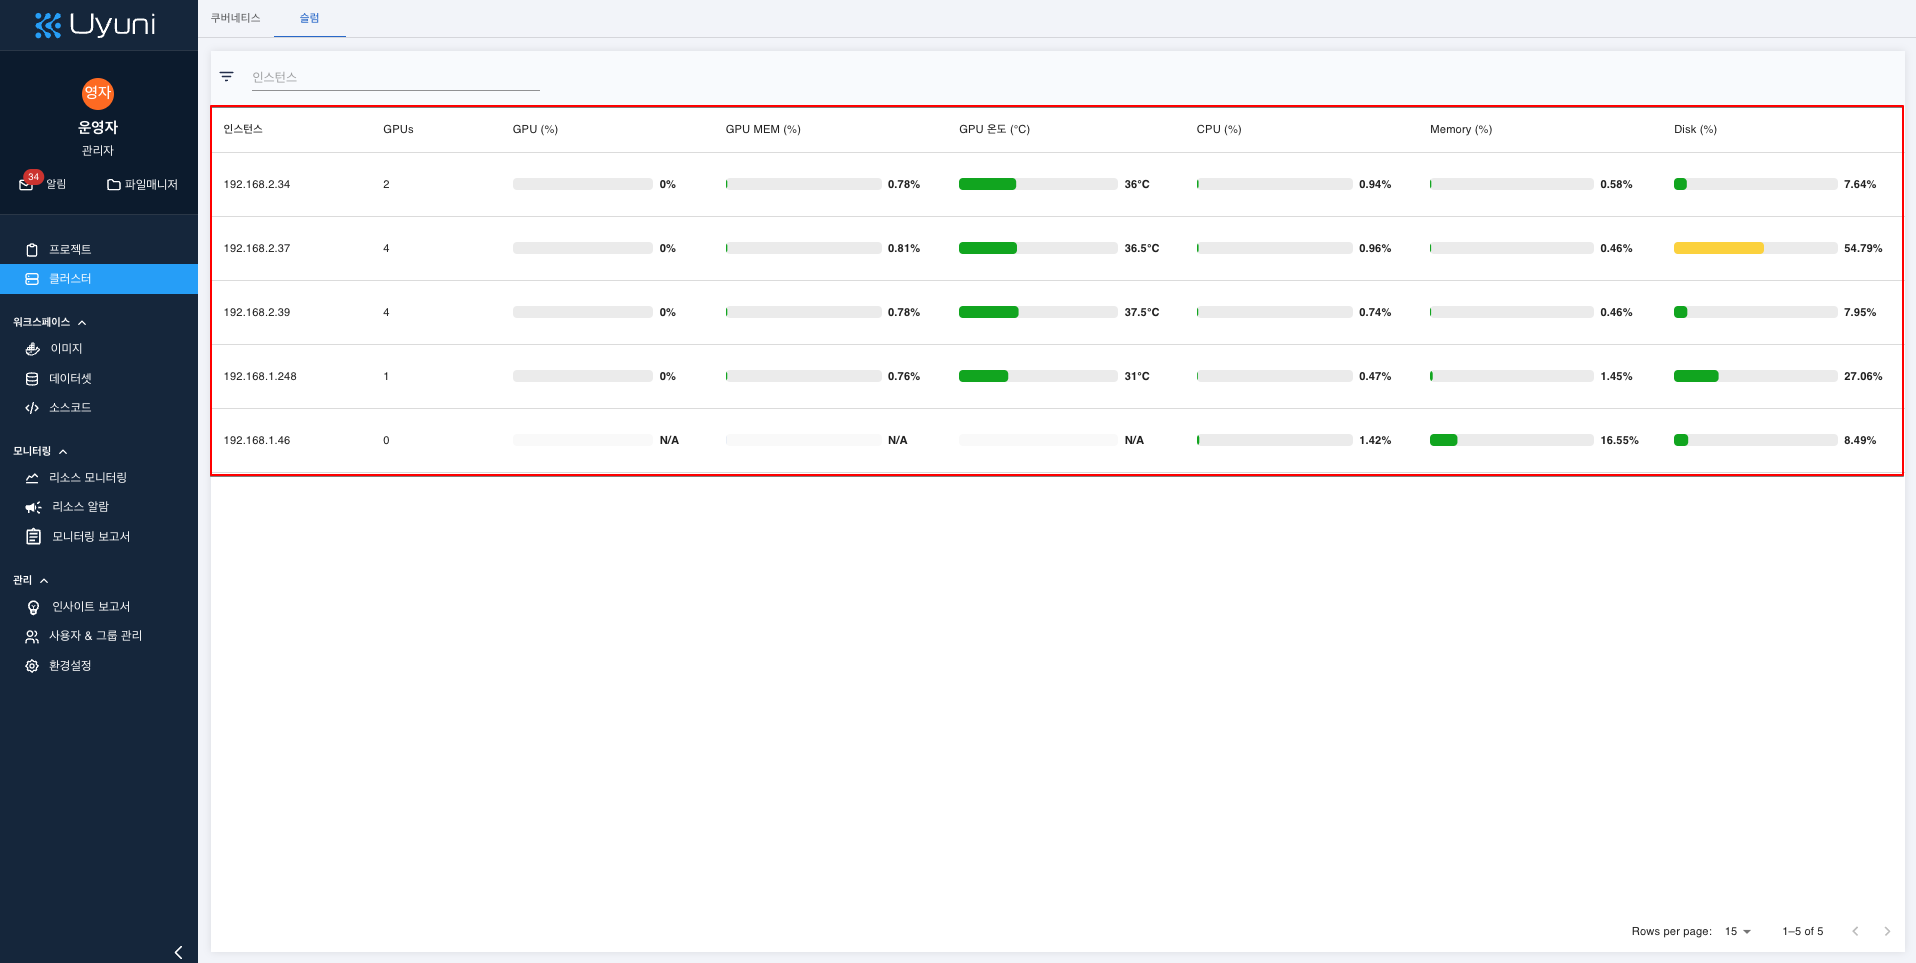 Uyuni
영자
운영자
관리자
34 알림 파일매니저
프로젝트
클러스터
워크스페이스
이미지
데이터셋
소스코드
모니터링
리소스 모니터링
리소스 알람
모니터링 보고서
관리
인사이트 보고서
사용자 & 그룹 관리
환경설정
쿠버네티스 슬럼
인스턴스
인스턴스 GPUs GPU (%) GPU MEM (%) GPU 온도 (°C) CPU (%) Memory (%) Disk (%)
192.168.2.34 2 0% 0.78% 36°C 0.94% 0.58% 7.64%
192.168.2.37 4 0% 0.81% 36.5°C 0.96% 0.46% 54.79%
192.168.2.39 4 0% 0.78% 37.5°C 0.74% 0.46% 7.95%
192.168.1.248 1 0% 0.76% 31°C 0.47% 1.45% 27.06%
192.168.1.46 0 N/A N/A N/A 1.42% 16.55% 8.49%
Rows per page: 15 1–5 of 5